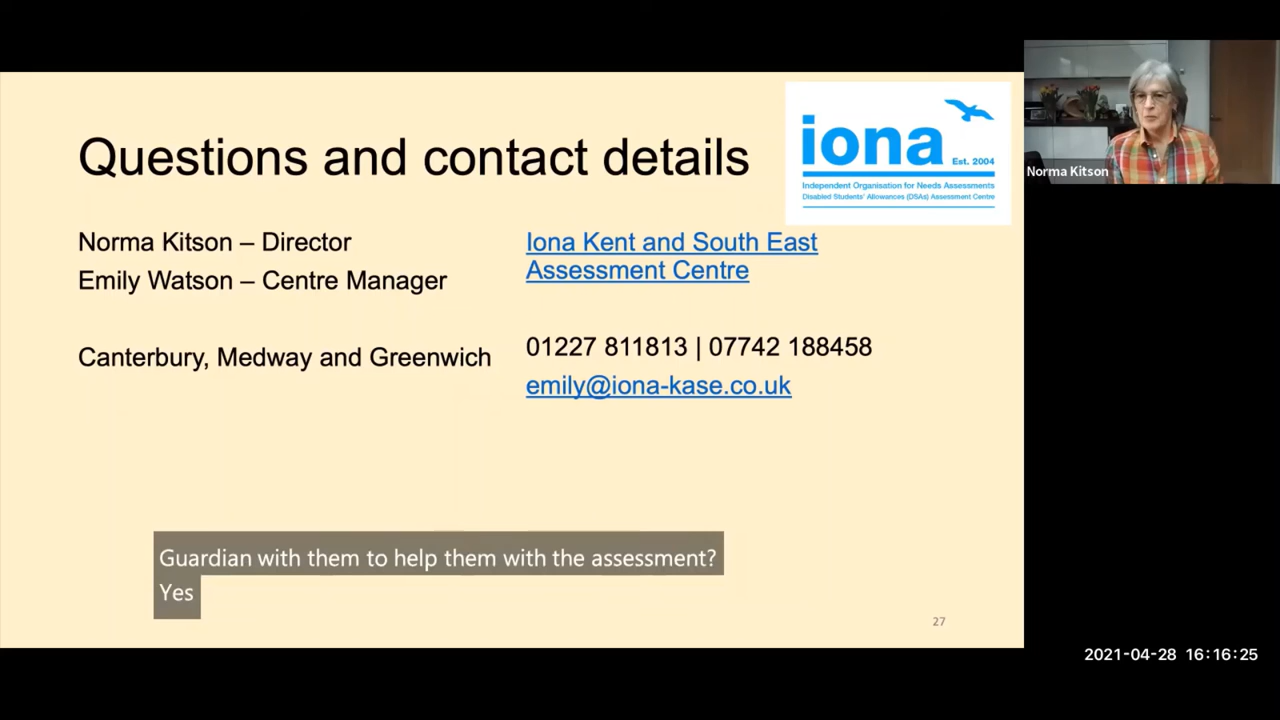 Questions and contact details
iona
Est. 2004
Independent Organisation for Needs Assessments
Disabled Students' Allowances (DSAs) Assessment Centre
Norma Kitson
Norma Kitson – Director
Emily Watson – Centre Manager
Canterbury, Medway and Greenwich
Iona Kent and South East
Assessment Centre
01227 811813 | 07742 188458
emily@iona-kase.co.uk
Guardian with them to help them with the assessment?
Yes
27
2021-04-28 16:16:25